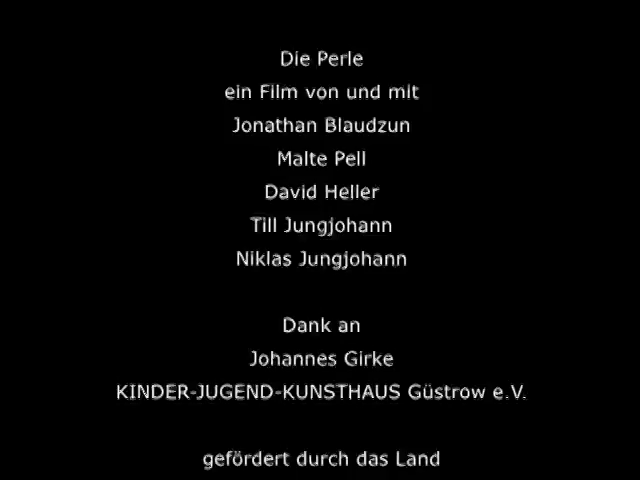 Die Perle
ein Film von und mit
Jonathan Blaudzun
Malte Pell
David Heller
Till Jungjohann
Niklas Jungjohann
Dank an
Johannes Girke
KINDER-JUGEND-KUNSTHAUS Güstrow e.V.
gefördert durch das Land